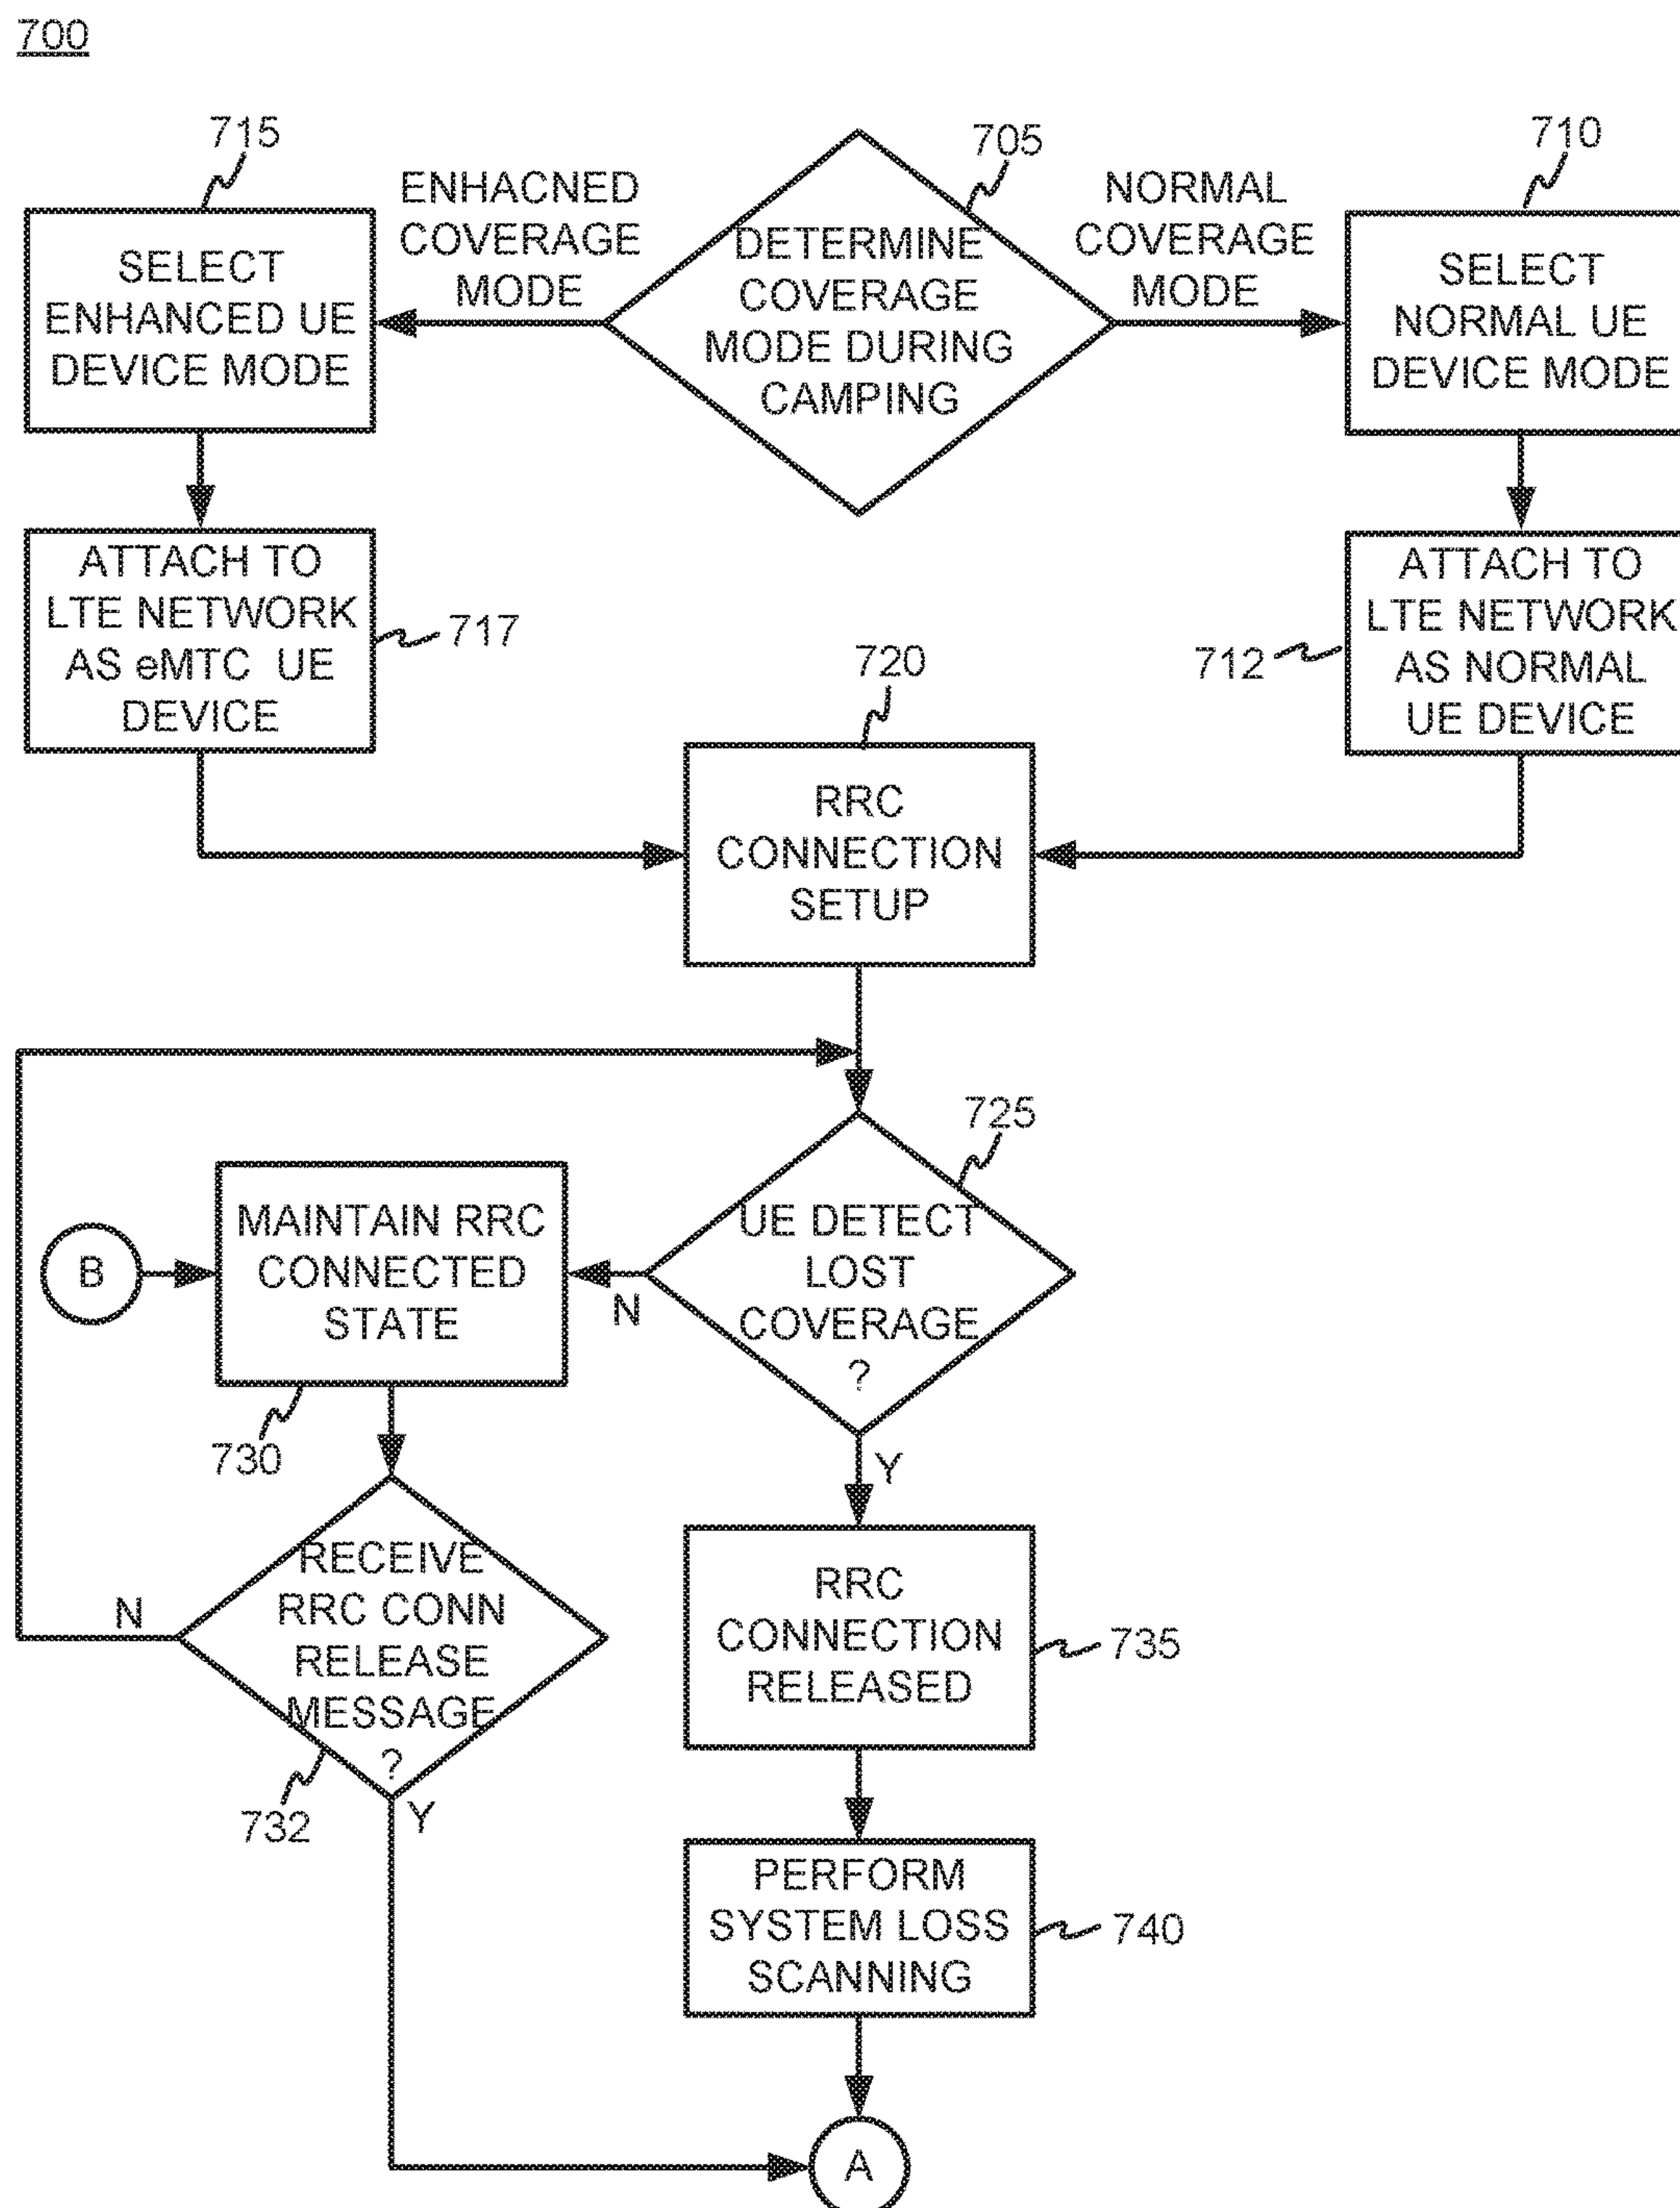 700
715
705
710
ENHACNED
COVERAGE
MODE
NORMAL
COVERAGE
MODE
SELECT
ENHANCED UE
DEVICE MODE
DETERMINE
COVERAGE
MODE DURING
CAMPING
SELECT
NORMAL UE
DEVICE MODE
ATTACH TO
LTE NETWORK
AS eMTC UE
DEVICE
717
ATTACH TO
LTE NETWORK
AS NORMAL
UE DEVICE
712
720
RRC
CONNECTION
SETUP
725
B
MAINTAIN RRC
CONNECTED
STATE
N
UE DETECT
LOST
COVERAGE
?
730
Y
N
RECEIVE
RRC CONN
RELEASE
MESSAGE
?
RRC
CONNECTION
RELEASED
735
732
Y
PERFORM
SYSTEM LOSS
SCANNING
740
A